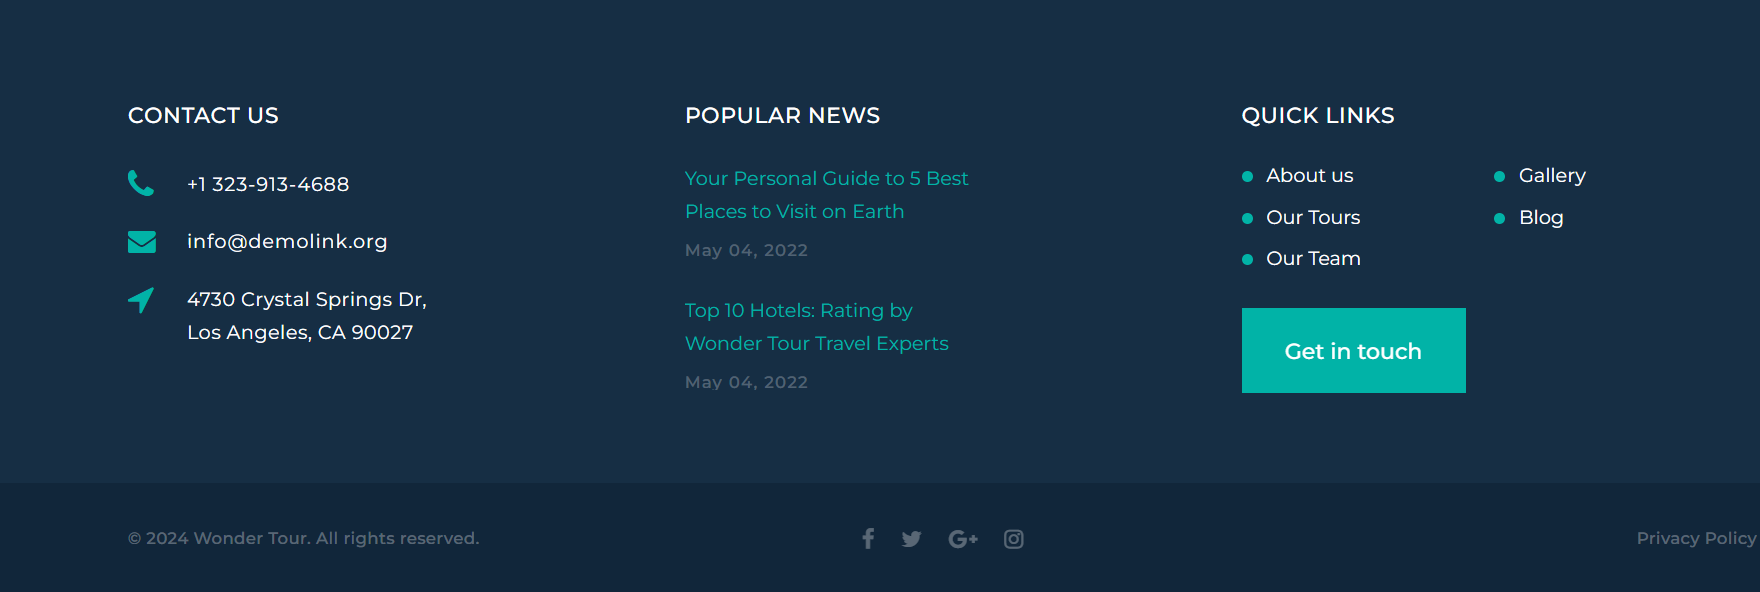 CONTACT US
+1 323-913-4688
info@demolink.org
4730 Crystal Springs Dr,
Los Angeles, CA 90027
POPULAR NEWS
Your Personal Guide to 5 Best
Places to Visit on Earth
May 04, 2022
Top 10 Hotels: Rating by
Wonder Tour Travel Experts
May 04, 2022
QUICK LINKS
About us
Our Tours
Our Team
Gallery
Blog
Get in touch
© 2024 Wonder Tour. All rights reserved.
Privacy Policy